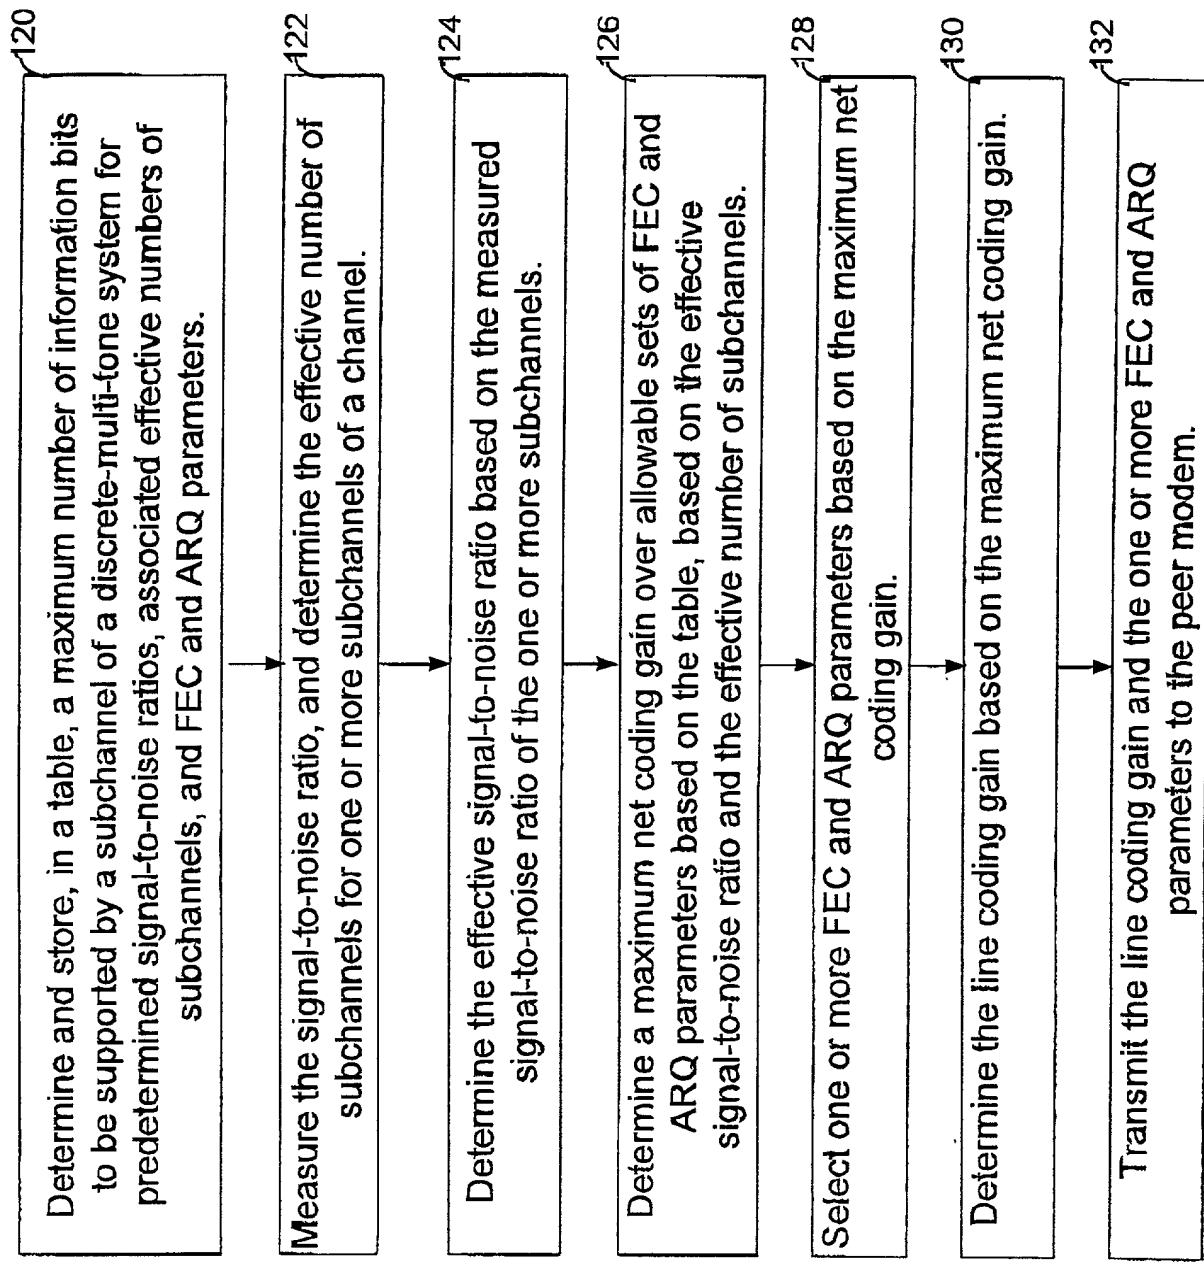 120
Determine and store, in a table, a maximum number of information bits
to be supported by a subchannel of a discrete-multi-tone system for
predetermined signal-to-noise ratios, associated effective numbers of
subchannels, and FEC and ARQ parameters.
122
Measure the signal-to-noise ratio, and determine the effective number of
subchannels for one or more subchannels of a channel.
124
Determine the effective signal-to-noise ratio based on the measured
signal-to-noise ratio of the one or more subchannels.
126
Determine a maximum net coding gain over allowable sets of FEC and
ARQ parameters based on the table, based on the effective
signal-to-noise ratio and the effective number of subchannels.
128
Select one or more FEC and ARQ parameters based on the maximum net
coding gain.
130
Determine the line coding gain based on the maximum net coding gain.
132
Transmit the line coding gain and the one or more FEC and ARQ
parameters to the peer modem.